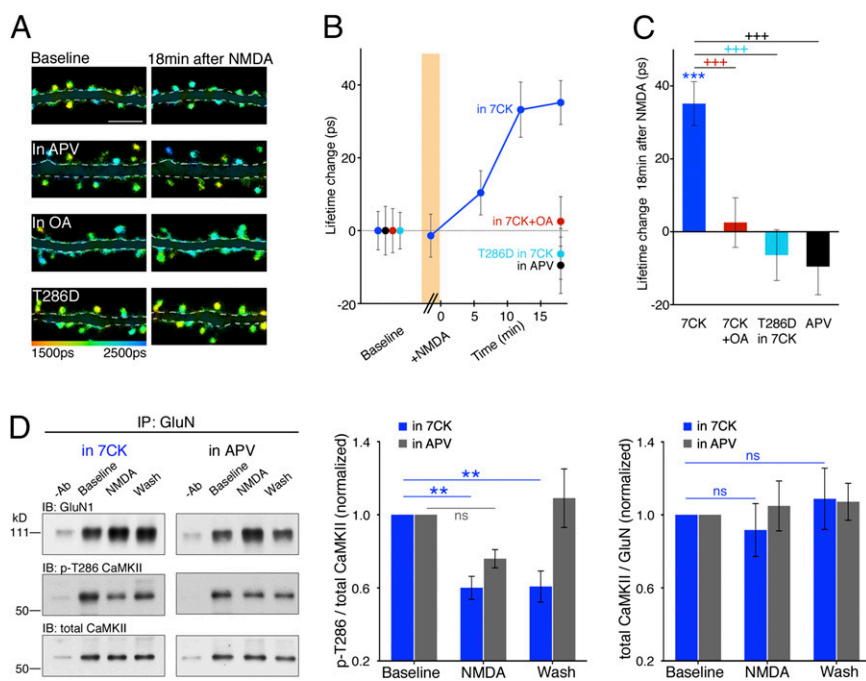 A
Baseline
18min after NMDA
In APV
In OA
T286D
1500ps
2500ps
B
Lifetime change (ps)
40
20
0
-20
in 7CK
in 7CK+OA
T286D in 7CK
in APV
0
5
10
15
Baseline
+NMDA
Time (min)
C
Lifetime change 18min after NMDA (ps)
+++
+++
+++
***
40
20
0
-20
7CK
7CK
+OA
T286D
in 7CK
APV
D
IP: GluN
in 7CK
in APV
-Ab
Baseline
NMDA
Wash
-Ab
Baseline
NMDA
Wash
kD
IB: GluN1
111
IB: p-T286 CaMKII
50
IB: total CaMKII
50
in 7CK
in APV
p-T286 / total CaMKII (normalized)
1.4
1.0
0.6
0.2
**
**
ns
Baseline
NMDA
Wash
in 7CK
in APV
total CaMKII / GluN (normalized)
1.4
1.0
0.6
0.2
ns
ns
Baseline
NMDA
Wash